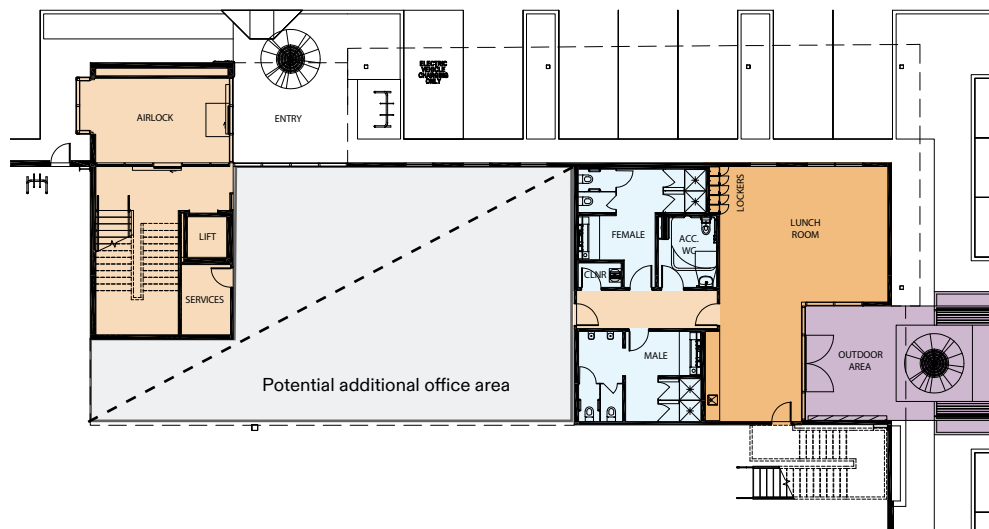 ELECTRIC
VEHICLE
CHARGING
ONLY
AIRLOCK
ENTRY
LOCKERS
LUNCH
ROOM
LIFT
FEMALE
ACC.
WC
CLNR
SERVICES
MALE
OUTDOOR
AREA
Potential additional office area